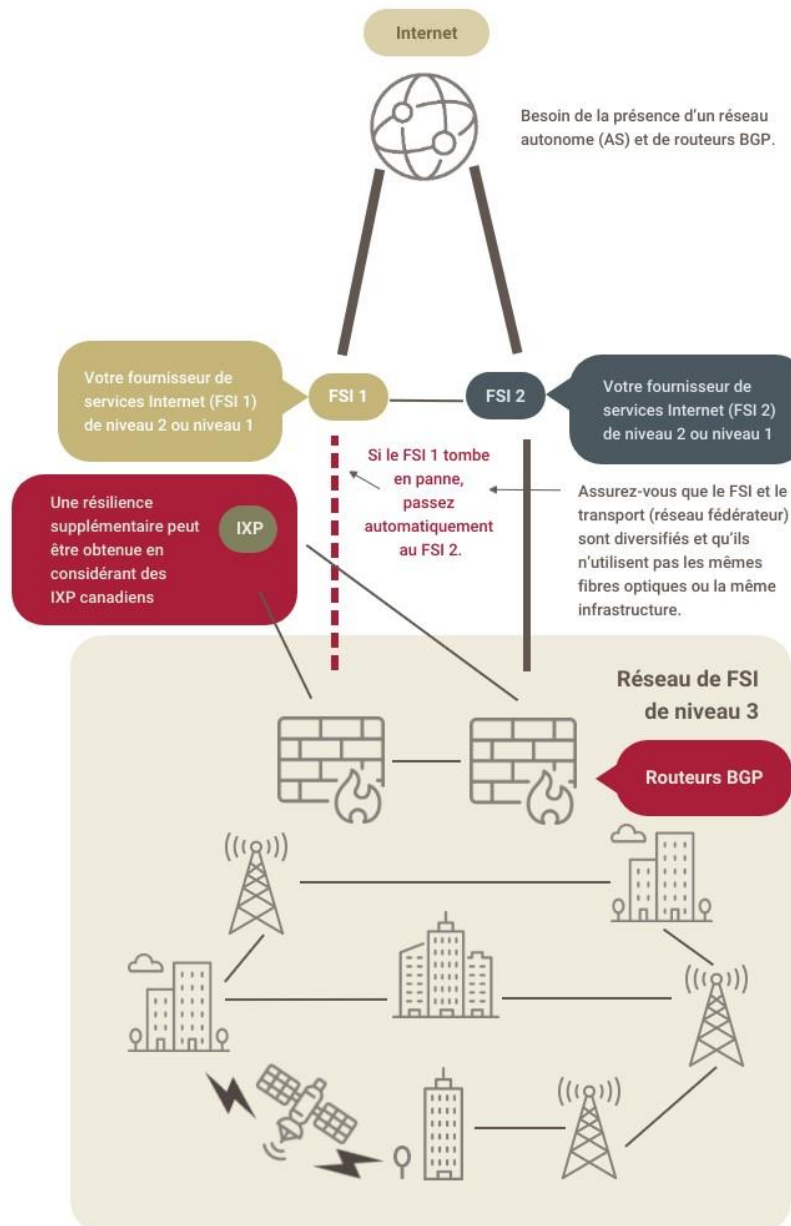 Internet
Besoin de la présence d'un réseau
autonome (AS) et de routeurs BGP.
Votre fournisseur de
services Internet (FSI 1)
de niveau 2 ou niveau 1
FSI 1
FSI 2
Votre fournisseur de
services Internet (FSI 2)
de niveau 2 ou niveau 1
Une résilience
supplémentaire peut
être obtenue en
considérant des
IXP canadiens
IXP
Si le FSI 1 tombe
en panne,
passez
automatiquement
au FSI 2.
Assurez-vous que le FSI et le
transport (réseau fédérateur)
sont diversifiés et qu'ils
n'utilisent pas les mêmes
fibres optiques ou la même
infrastructure.
Réseau de FSI
de niveau 3
Routeurs BGP